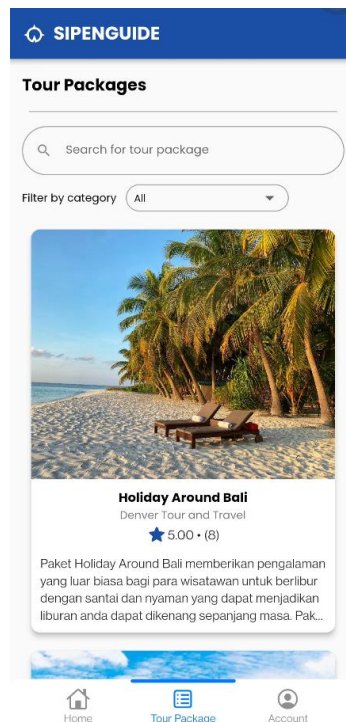 SIPENGUIDE
Tour Packages
Search for tour package
Filter by category All
Holiday Around Bali
Denver Tour and Travel
5.00 • (8)
Paket Holiday Around Bali memberikan pengalaman
yang luar biasa bagi para wisatawan untuk berlibur
dengan santai dan nyaman yang dapat menjadikan
liburan anda dapat dikenang sepanjang masa. Pak...
Home Tour Package Account